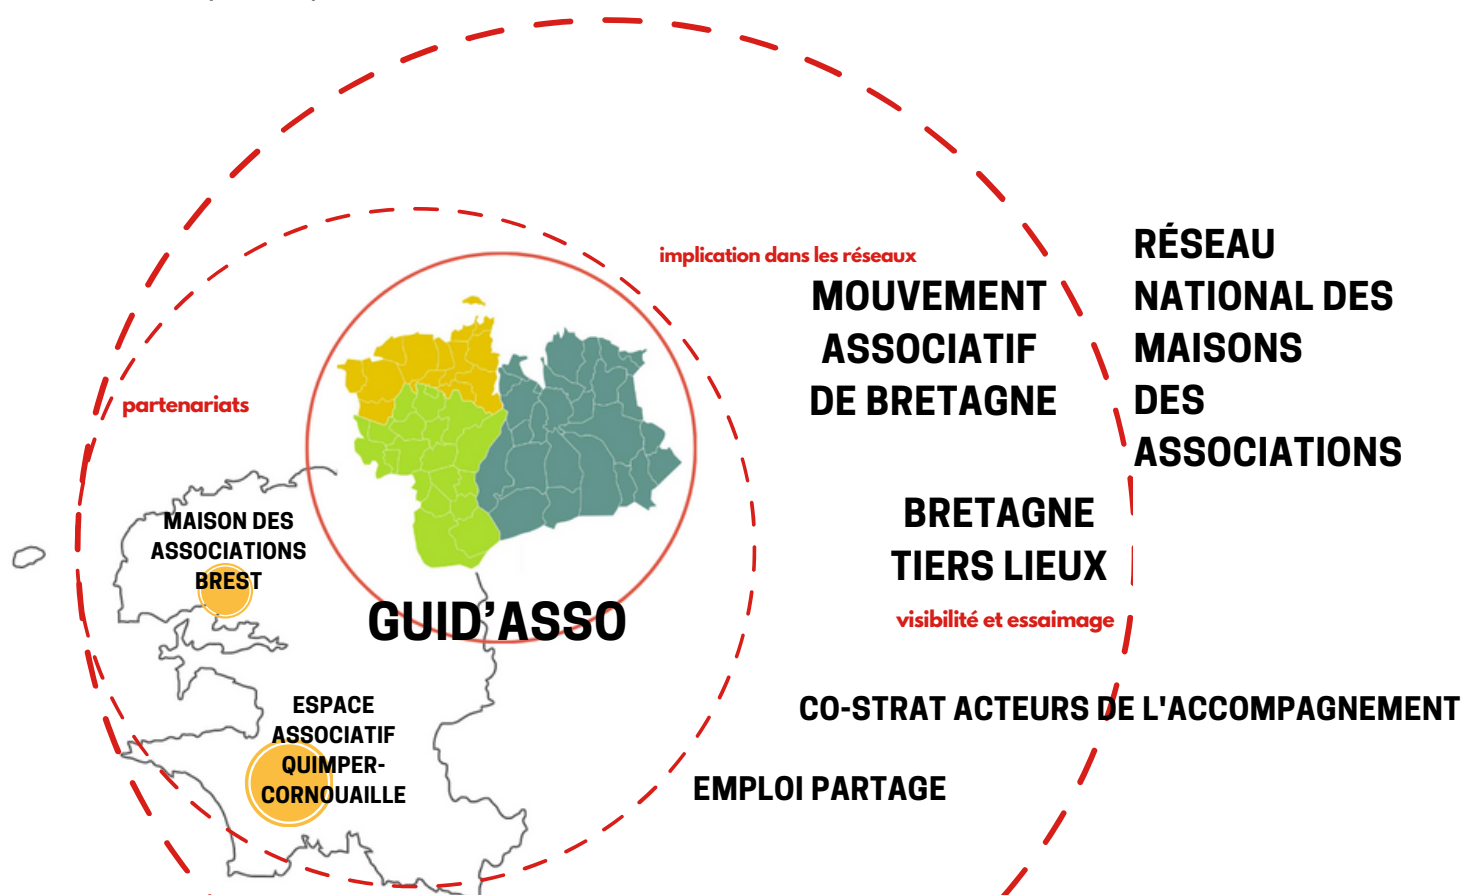 implication dans les réseaux
MOUVEMENT
ASSOCIATIF
DE BRETAGNE
RÉSEAU
NATIONAL DES
MAISONS
DES
ASSOCIATIONS
partenariats
MAISON DES
ASSOCIATIONS
BREST
GUID'ASSO
BRETAGNE
TIERS LIEUX
visibilité et essaimage
ESPACE
ASSOCIATIF
QUIMPER-
CORNOUAILLE
CO-STRAT ACTEURS DE L'ACCOMPAGNEMENT
EMPLOI PARTAGE